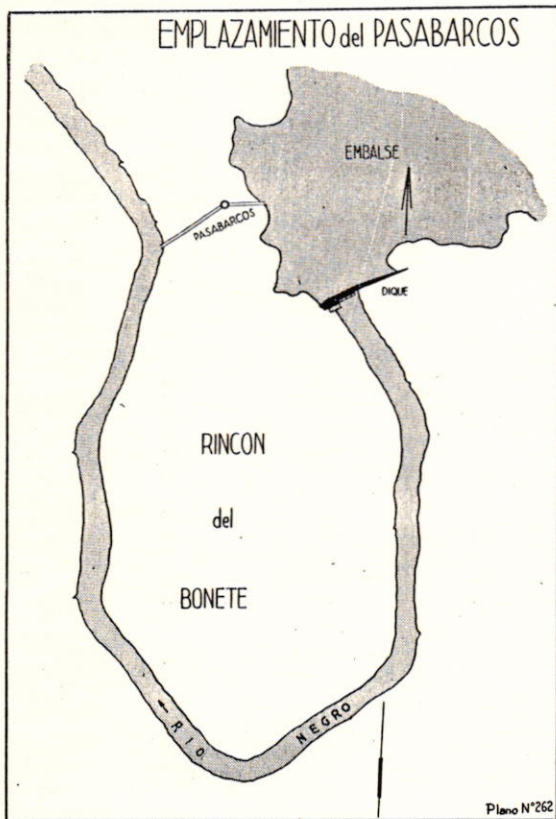 EMPLAZAMIENTO del PASABARCOS
EMBALSE
PASABARCOS
DIQUE
RINCON
del
BONETE
RIO NEGRO
Plano N°262